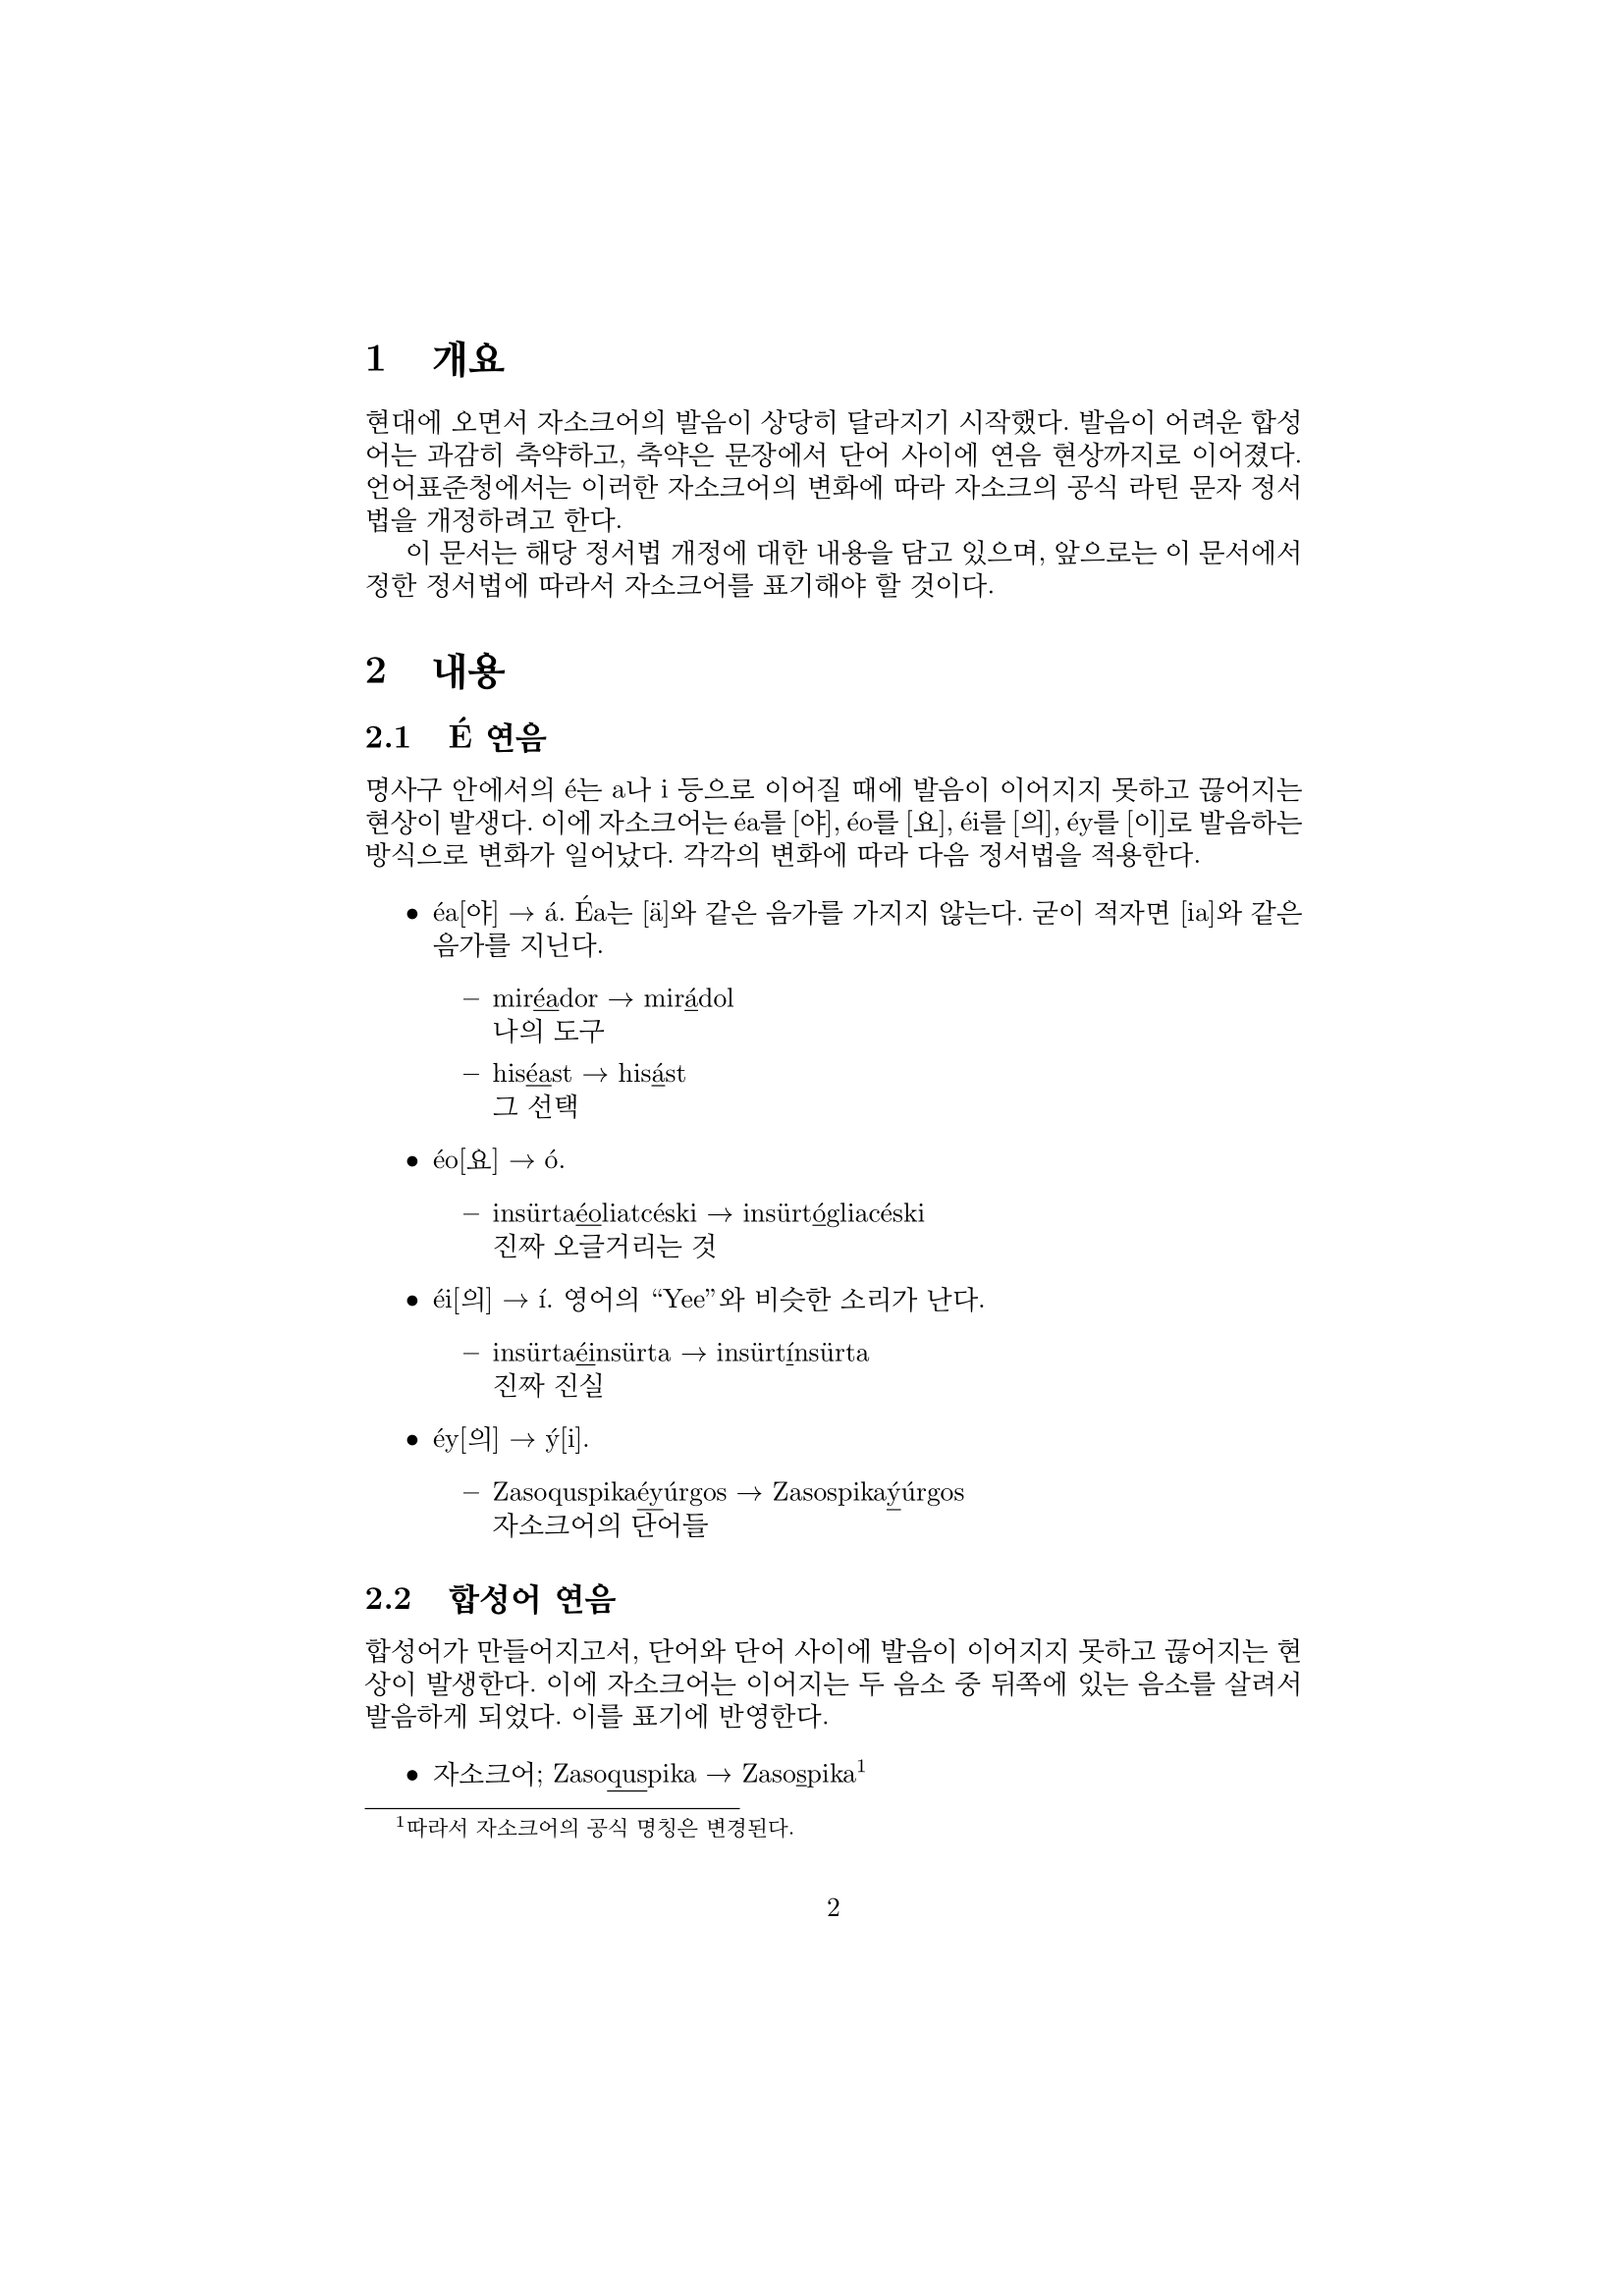 1 개요
현대에 오면서 자소크어의 발음이 상당히 달라지기 시작했다. 발음이 어려운 합성
어는 과감히 축약하고, 축약은 문장에서 단어 사이에 연음 현상까지로 이어졌다.
언어표준청에서는 이러한 자소크어의 변화에 따라 자소크의 공식 라틴 문자 정서
법을 개정하려고 한다.
이 문서는 해당 정서법 개정에 대한 내용을 담고 있으며, 앞으로는 이 문서에서
정한 정서법에 따라서 자소크어를 표기해야 할 것이다.
2 내용
2.1 É 연음
명사구 안에서의 é는 a나 i 등으로 이어질 때에 발음이 이어지지 못하고 끊어지는
현상이 발생다. 이에 자소크어는 éa를 [야], éo를 [요], éi를 [의], éy를 [이]로 발음하는
방식으로 변화가 일어났다. 각각의 변화에 따라 다음 정서법을 적용한다.
• éa[야] → á. Éa는 [ä]와 같은 음가를 가지지 않는다. 굳이 적자면 [ia]와 같은
음가를 지닌다.
– miréador → mirádol
나의 도구
– hiséast → hisást
그 선택
• éo[요] → ó.
– insürtaéoliatcéski → insürtógliacéski
진짜 오글거리는 것
• éi[의] → í. 영어의 “Yee”와 비슷한 소리가 난다.
– insürtaéinsürta → insürtínsürta
진짜 진실
• éy[의] → ý[i].
– Zasoquspikaéyúrgos → Zasospikaýúrgos
자소크어의 단어들
2.2 합성어 연음
합성어가 만들어지고서, 단어와 단어 사이에 발음이 이어지지 못하고 끊어지는 현
상이 발생한다. 이에 자소크어는 이어지는 두 음소 중 뒤쪽에 있는 음소를 살려서
발음하게 되었다. 이를 표기에 반영한다.
• 자소크어; Zasoquspika → Zasospika¹
¹따라서 자소크어의 공식 명칭은 변경된다.
2